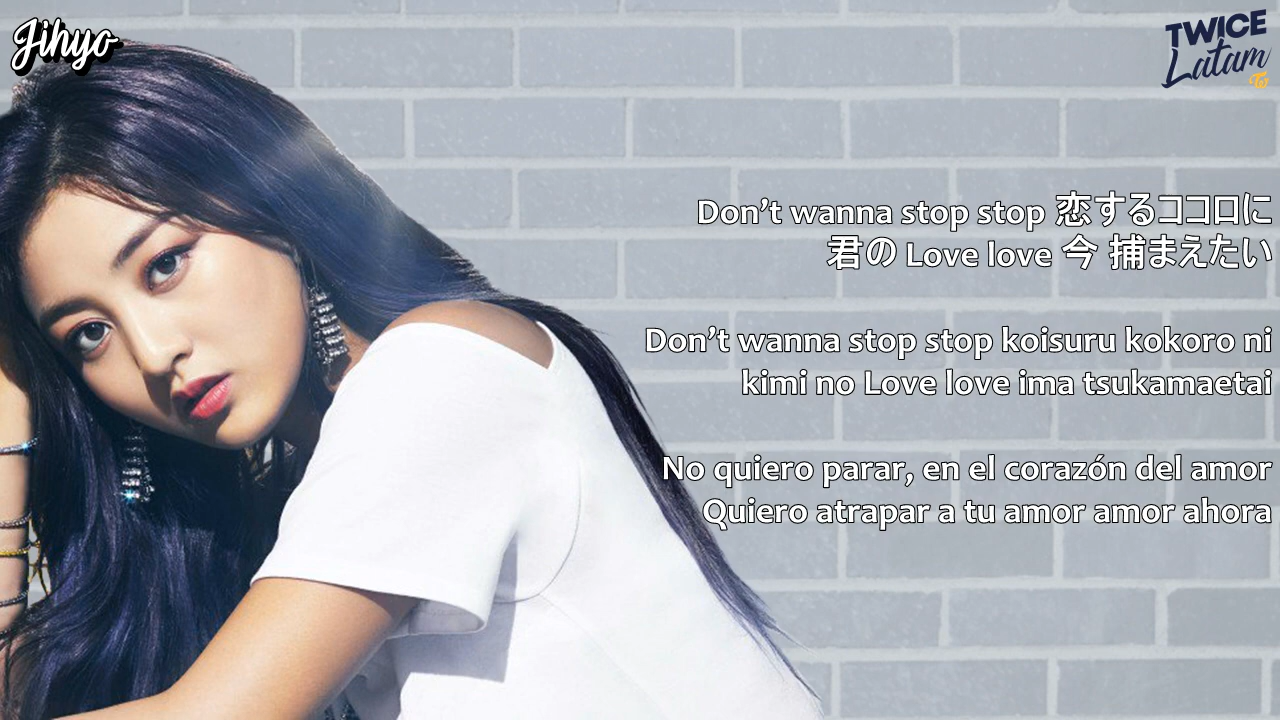 Jihyo
TWICE
Latam
Don't wanna stop stop 恋するココロに
君の Love love 今 捕まえたい
Don't wanna stop stop koisuru kokoro ni
kimi no Love love ima tsukamaetai
No quiero parar, en el corazón del amor
Quiero atrapar a tu amor amor ahora